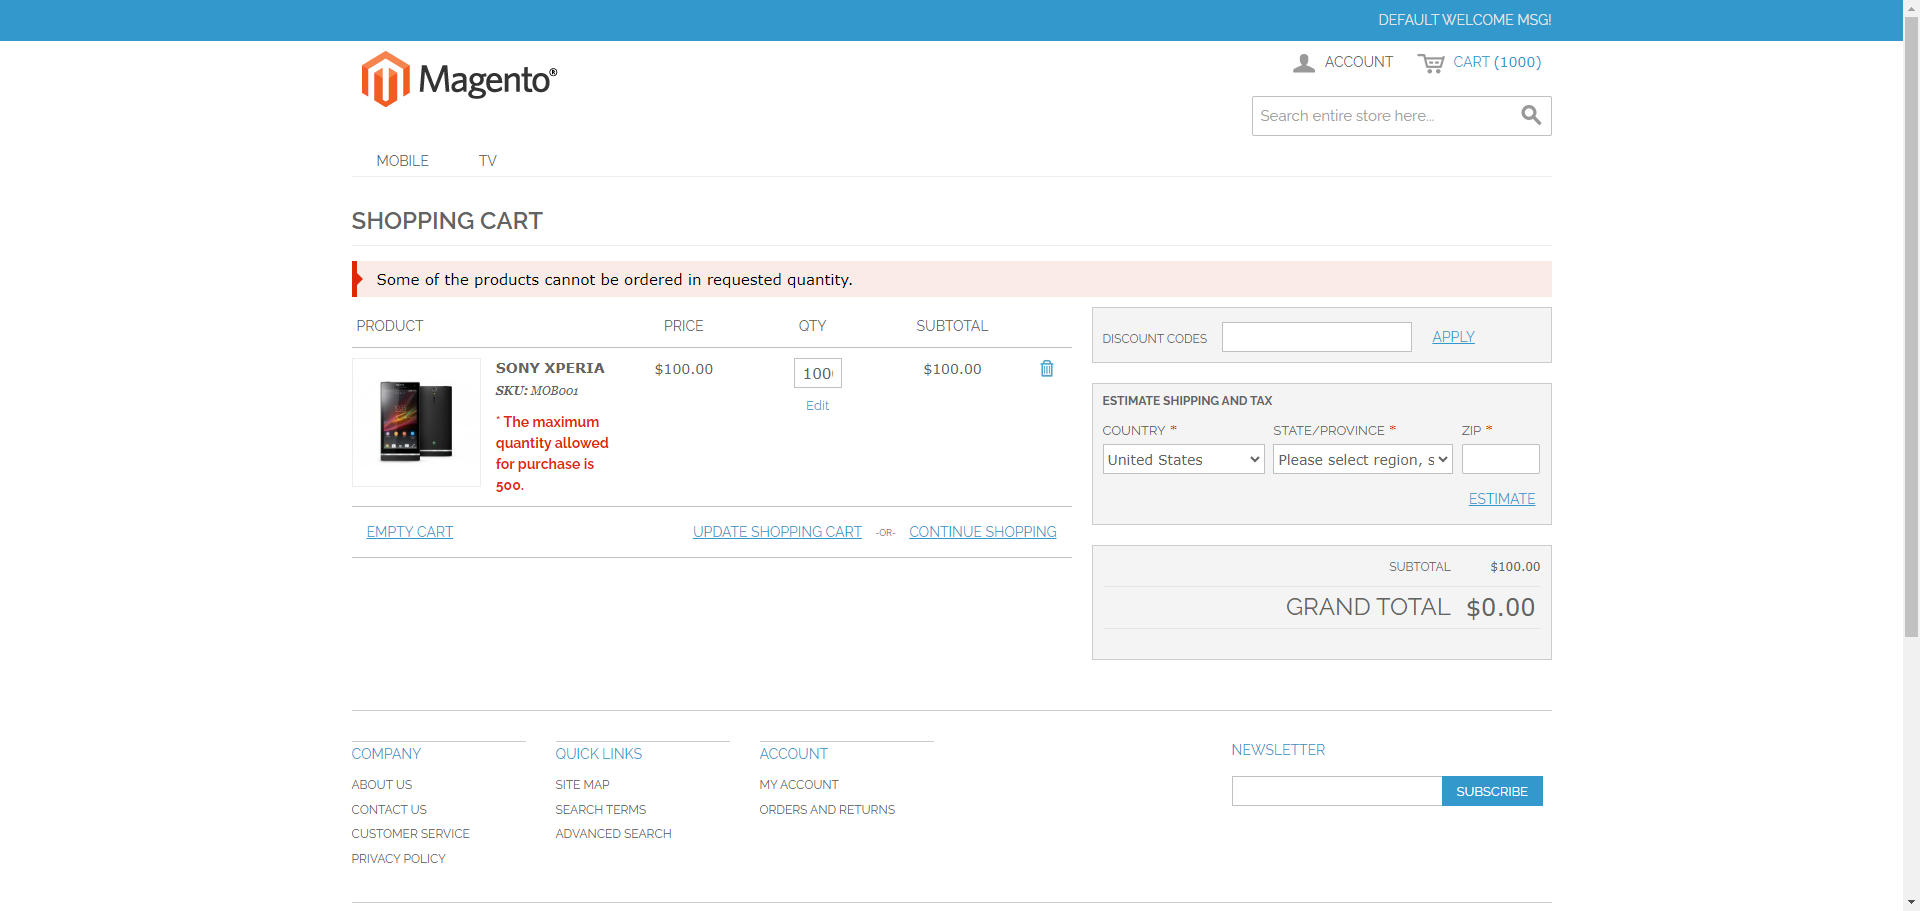 DEFAULT WELCOME MSG!
Magento®
ACCOUNT
CART (1000)
Search entire store here...
MOBILE TV
SHOPPING CART
Some of the products cannot be ordered in requested quantity.
PRODUCT PRICE QTY SUBTOTAL
SONY XPERIA $100.00 100 $100.00
SKU: MOB001
Edit
* The maximum
quantity allowed
for purchase is
500.
EMPTY CART UPDATE SHOPPING CART -OR- CONTINUE SHOPPING
DISCOUNT CODES APPLY
ESTIMATE SHIPPING AND TAX
COUNTRY * STATE/PROVINCE * ZIP *
United States Please select region, s
ESTIMATE
SUBTOTAL $100.00
GRAND TOTAL $0.00
COMPANY
ABOUT US
CONTACT US
CUSTOMER SERVICE
PRIVACY POLICY
QUICK LINKS
SITE MAP
SEARCH TERMS
ADVANCED SEARCH
ACCOUNT
MY ACCOUNT
ORDERS AND RETURNS
NEWSLETTER
SUBSCRIBE